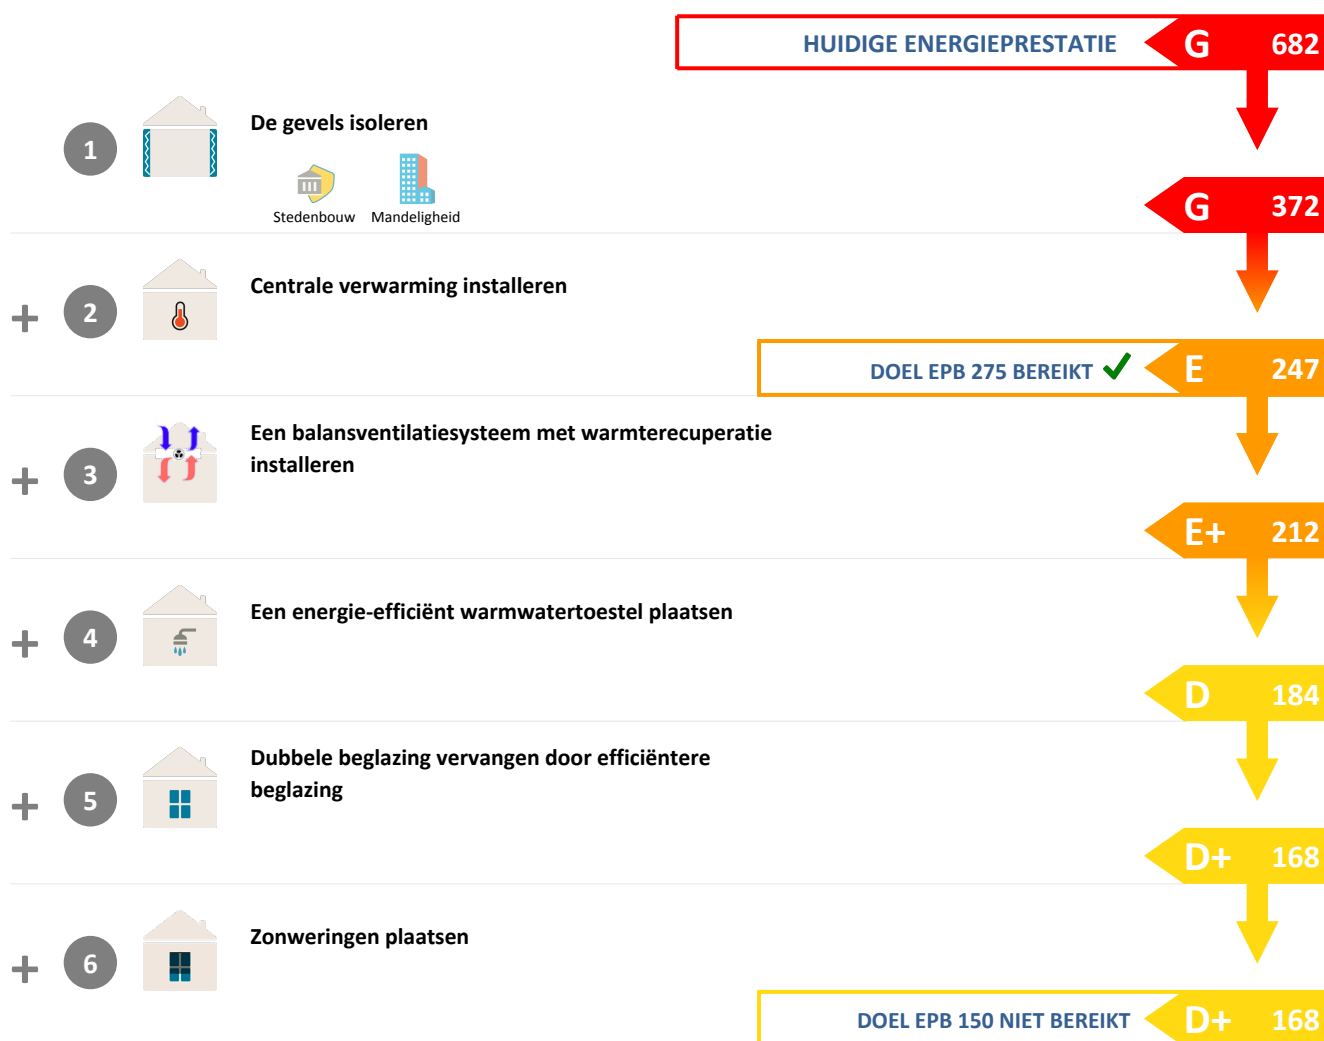 HUIDIGE ENERGIEPRESTATIE G 682
1 De gevels isoleren
Stedenbouw Mandeligheid
G 372
+ 2 Centrale verwarming installeren
DOEL EPB 275 BEREIKT ✔ E 247
+ 3 Een balansventilatiesysteem met warmterecuperatie
installeren
E+ 212
+ 4 Een energie-efficiënt warmwatertoestel plaatsen
D 184
+ 5 Dubbele beglazing vervangen door efficiëntere
beglazing
D+ 168
+ 6 Zonweringen plaatsen
DOEL EPB 150 NIET BEREIKT D+ 168